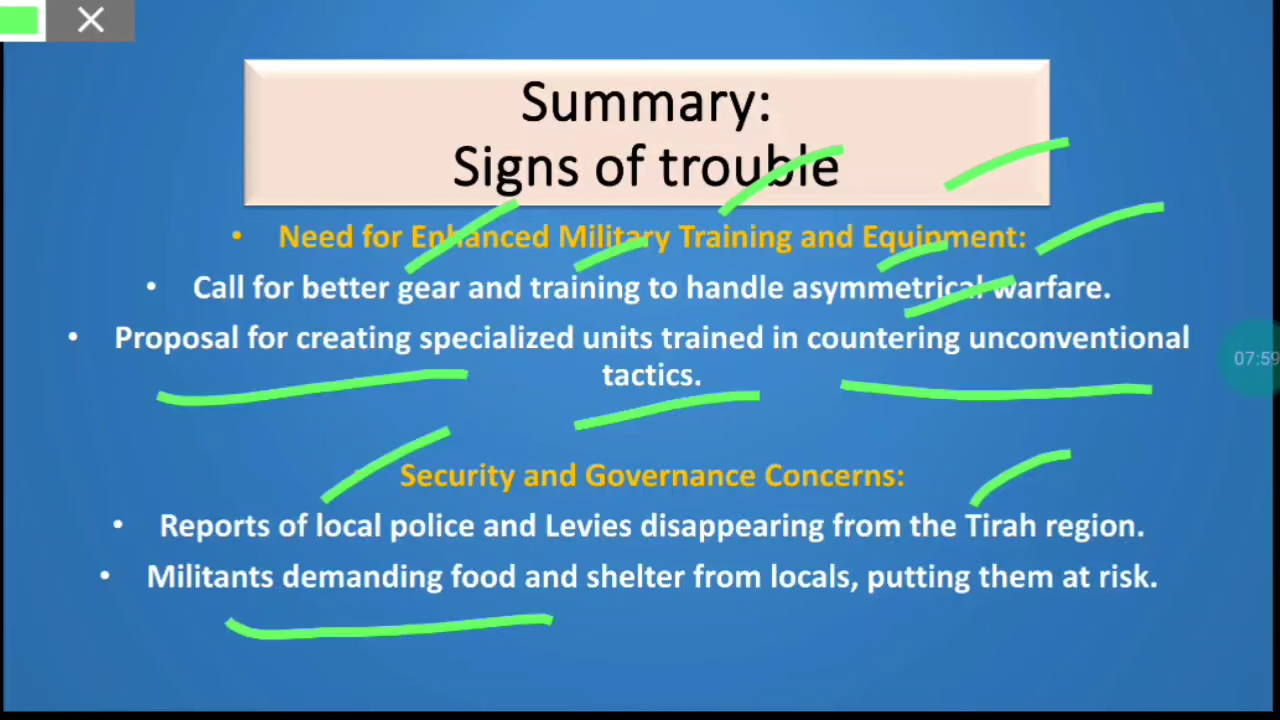 Summary:
Signs of trouble
• Need for Enhanced Military Training and Equipment:
• Call for better gear and training to handle asymmetrical warfare.
• Proposal for creating specialized units trained in countering unconventional
tactics.
Security and Governance Concerns:
• Reports of local police and Levies disappearing from the Tirah region.
• Militants demanding food and shelter from locals, putting them at risk.
07:59